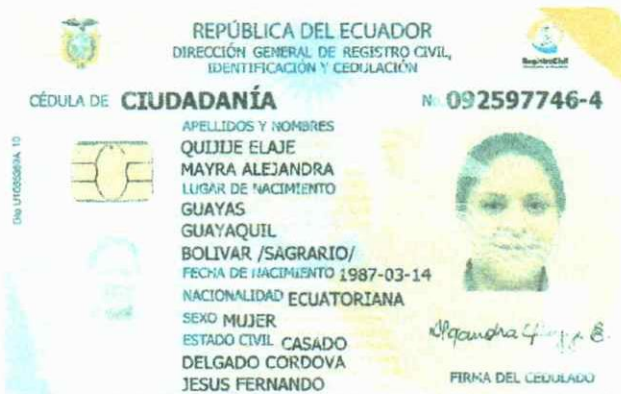 REPÚBLICA DEL ECUADOR
DIRECCIÓN GENERAL DE REGISTRO CIVIL,
IDENTIFICACIÓN Y CEDULACIÓN
RegistroCivil
CÉDULA DE CIUDADANÍA
No. 092597746-4
APELLIDOS Y NOMBRES
QUIJIJE ELAJE
MAYRA ALEJANDRA
LUGAR DE NACIMIENTO
GUAYAS
GUAYAQUIL
BOLIVAR /SAGRARIO/
FECHA DE NACIMIENTO 1987-03-14
NACIONALIDAD ECUATORIANA
SEXO MUJER
ESTADO CIVIL CASADO
DELGADO CORDOVA
JESUS FERNANDO
FIRMA DEL CEDULADO